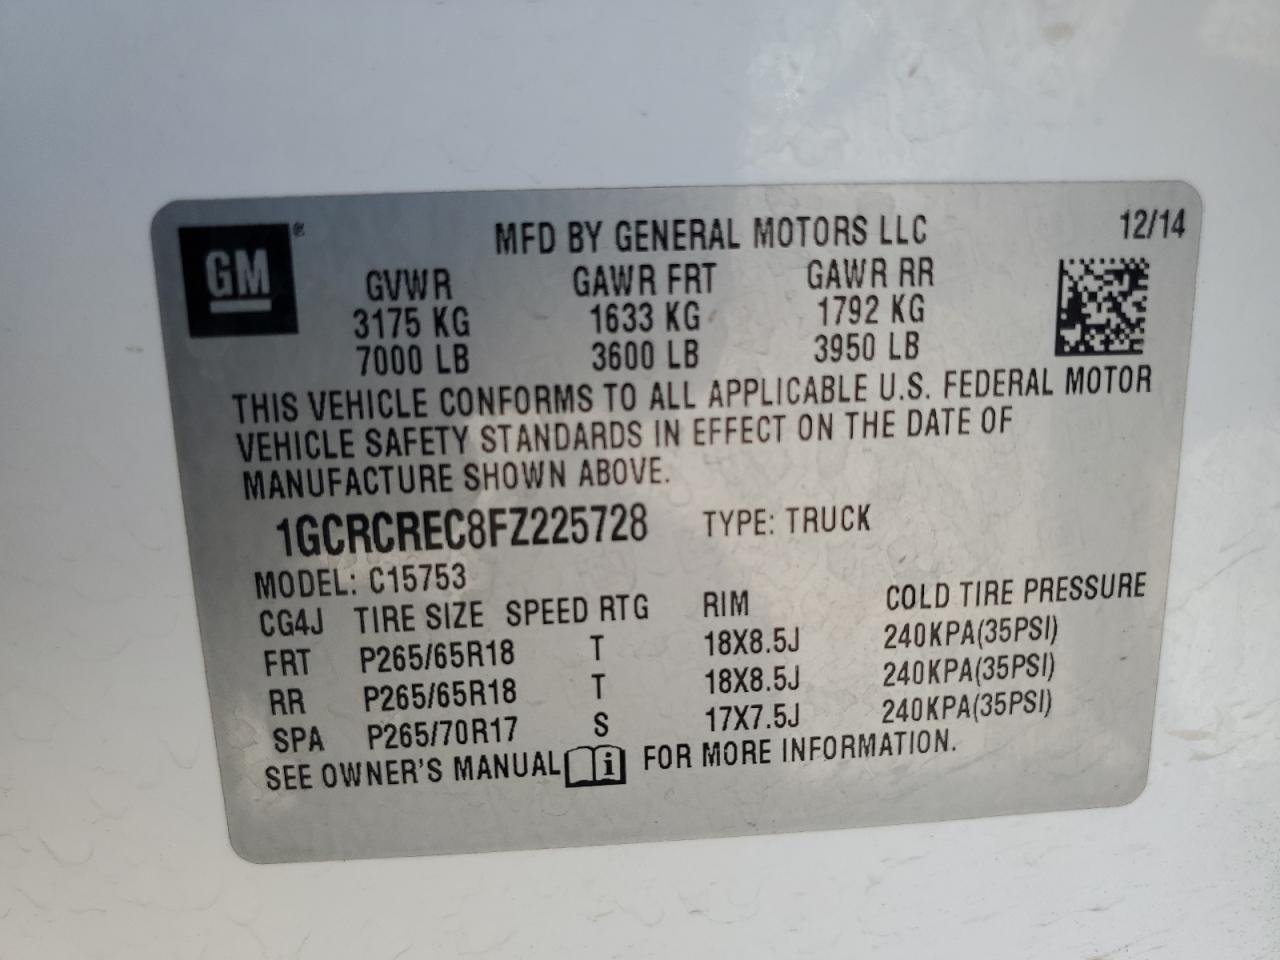 GM ® MFD BY GENERAL MOTORS LLC 12/14
GVWR GAWR FRT GAWR RR
3175 KG 1633 KG 1792 KG
7000 LB 3600 LB 3950 LB
THIS VEHICLE CONFORMS TO ALL APPLICABLE U.S. FEDERAL MOTOR
VEHICLE SAFETY STANDARDS IN EFFECT ON THE DATE OF
MANUFACTURE SHOWN ABOVE.
1GCRCREC8FZ225728 TYPE: TRUCK
MODEL: C15753
CG4J TIRE SIZE SPEED RTG RIM COLD TIRE PRESSURE
FRT P265/65R18 T 18X8.5J 240KPA(35PSI)
RR P265/65R18 T 18X8.5J 240KPA(35PSI)
SPA P265/70R17 S 17X7.5J 240KPA(35PSI)
SEE OWNER'S MANUAL i FOR MORE INFORMATION.